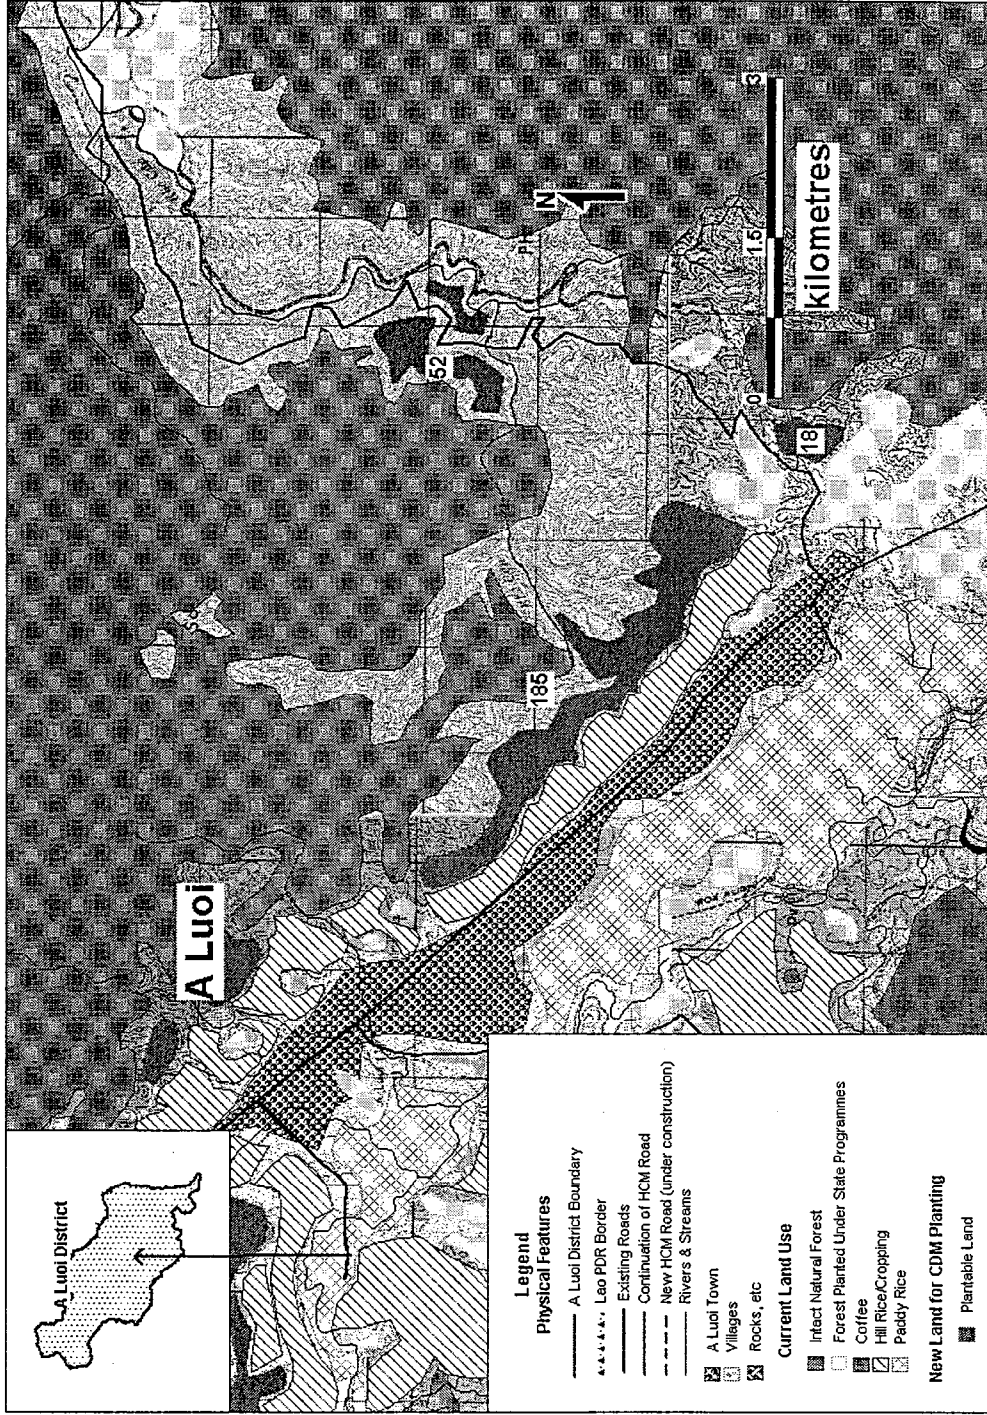 A Luoi District
A Luoi
185
52
18
N
0
1.5
3
kilometres
Legend
Physical Features
A Luoi District Boundary
Lao PDR Border
Existing Roads
Continuation of HCM Road
New HCM Road (under construction)
Rivers & Streams
A Luoi Town
Villages
Rocks, etc
Current Land Use
Intact Natural Forest
Forest Planted Under State Programmes
Coffee
Hill Rice/Cropping
Paddy Rice
New Land for CDM Planting
Plantable Land